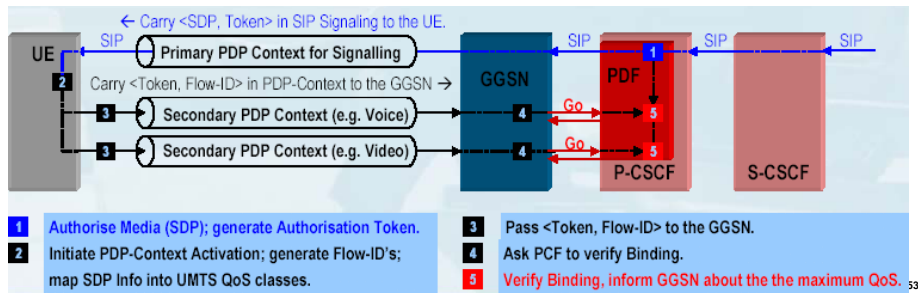 ← Carry <SDP, Token> in SIP Signaling to the UE.
UE
SIP
Primary PDP Context for Signalling
SIP
1
SIP
SIP
2
Carry <Token, Flow-ID> in PDP-Context to the GGSN →
GGSN
PDF
3
Secondary PDP Context (e.g. Voice)
4
Go
5
3
Secondary PDP Context (e.g. Video)
4
Go
5
P-CSCF
S-CSCF
1 Authorise Media (SDP); generate Authorisation Token.
2 Initiate PDP-Context Activation; generate Flow-ID's;
map SDP Info into UMTS QoS classes.
3 Pass <Token, Flow-ID> to the GGSN.
4 Ask PCF to verify Binding.
5 Verify Binding, inform GGSN about the the maximum QoS.
53